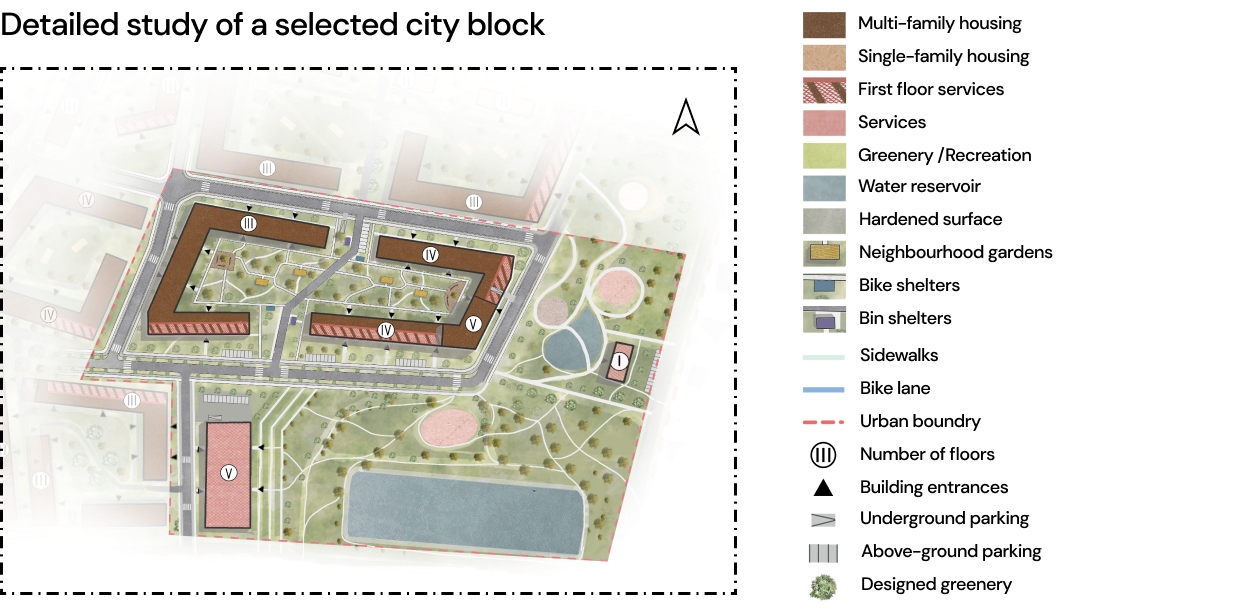 Detailed study of a selected city block
Multi-family housing
Single-family housing
First floor services
Services
Greenery /Recreation
Water reservoir
Hardened surface
Neighbourhood gardens
Bike shelters
Bin shelters
Sidewalks
Bike lane
Urban boundry
III
Number of floors
Building entrances
Underground parking
Above-ground parking
Designed greenery
III
III
IV
III
III
IV
IV
IV
V
IV
I
III
V
III